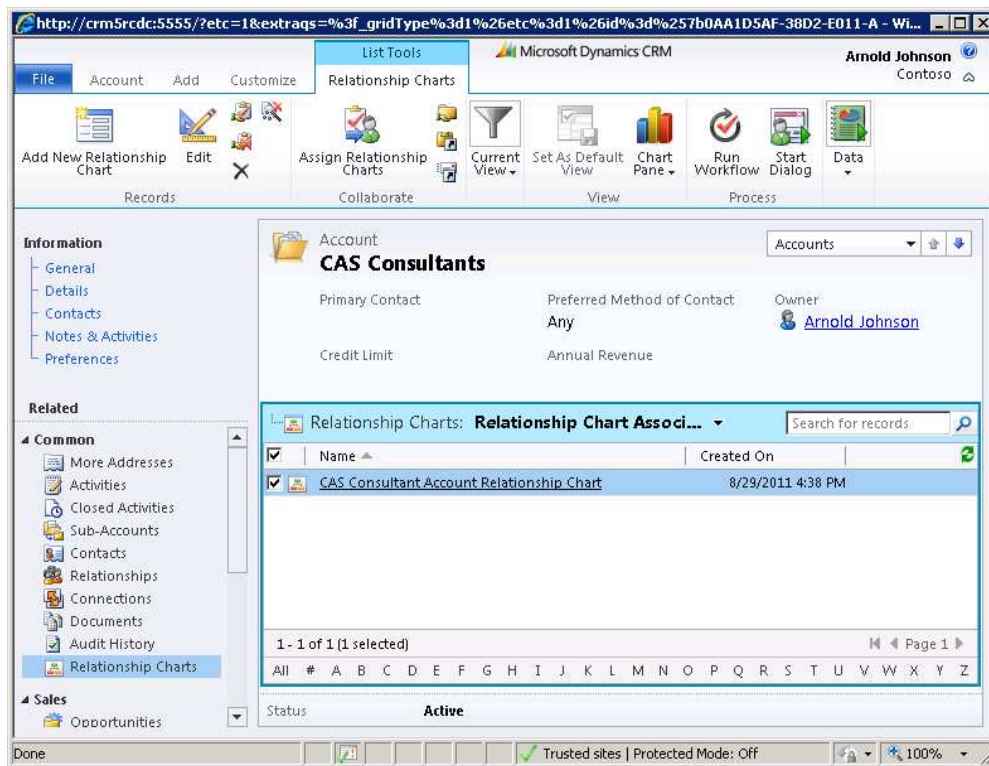 http://crm5rcdc:5555/?etc=1&extraqs=%3f_gridType%3d1%26etc%3d1%26id%3d%257b0AA1D5AF-38D2-E011-A - Wi...
List Tools
Microsoft Dynamics CRM
Arnold Johnson
File Account Add Customize Relationship Charts
Contoso
Add New Relationship Chart
Edit
Assign Relationship Charts
Current View
Set As Default View
Chart Pane
Run Workflow
Start Dialog
Data
Records Collaborate View Process
Information
General
Details
Contacts
Notes & Activities
Preferences
Related
Common
More Addresses
Activities
Closed Activities
Sub-Accounts
Contacts
Relationships
Connections
Documents
Audit History
Relationship Charts
Sales
Opportunities
Account
CAS Consultants
Accounts
Primary Contact Preferred Method of Contact Owner
Any Arnold Johnson
Credit Limit Annual Revenue
Relationship Charts: Relationship Chart Associ... Search for records
Name Created On
CAS Consultant Account Relationship Chart 8/29/2011 4:38 PM
1 - 1 of 1 (1 selected) Page 1
All # A B C D E F G H I J K L M N O P Q R S T U V W X Y Z
Status Active
Done Trusted sites | Protected Mode: Off 100%